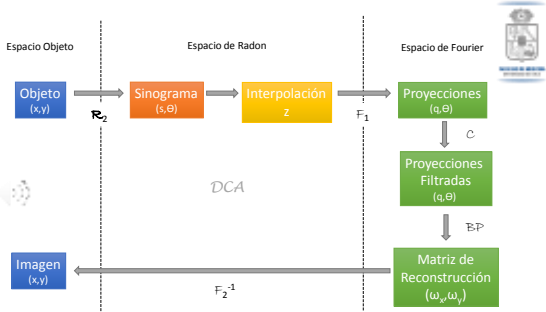 Espacio Objeto
Espacio de Radon
Espacio de Fourier
Objeto
(x,y)
R₂
Sinograma
(s,Θ)
Interpolación
z
F₁
Proyecciones
(q,Θ)
C
Proyecciones
Filtradas
(q,Θ)
DCA
BP
Imagen
(x,y)
F₂⁻¹
Matriz de
Reconstrucción
(ωₓ,ωᵧ)